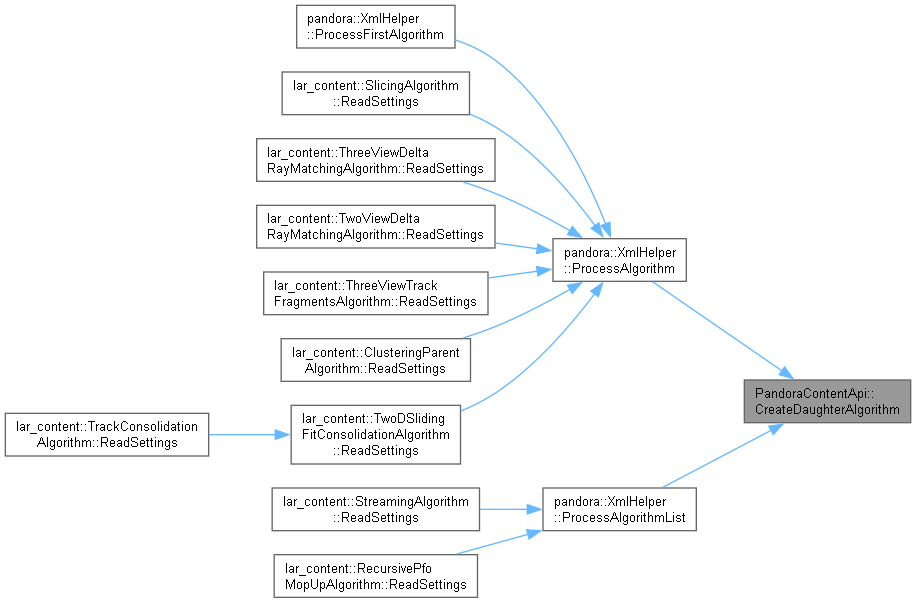 pandora::XmlHelper
::ProcessFirstAlgorithm
lar_content::SlicingAlgorithm
::ReadSettings
lar_content::ThreeViewDelta
RayMatchingAlgorithm::ReadSettings
lar_content::TwoViewDelta
RayMatchingAlgorithm::ReadSettings
pandora::XmlHelper
::ProcessAlgorithm
lar_content::ThreeViewTrack
FragmentsAlgorithm::ReadSettings
lar_content::ClusteringParent
Algorithm::ReadSettings
PandoraContentApi::
CreateDaughterAlgorithm
lar_content::TrackConsolidation
Algorithm::ReadSettings
lar_content::TwoDSliding
FitConsolidationAlgorithm
::ReadSettings
lar_content::StreamingAlgorithm
::ReadSettings
pandora::XmlHelper
::ProcessAlgorithmList
lar_content::RecursivePfo
MopUpAlgorithm::ReadSettings